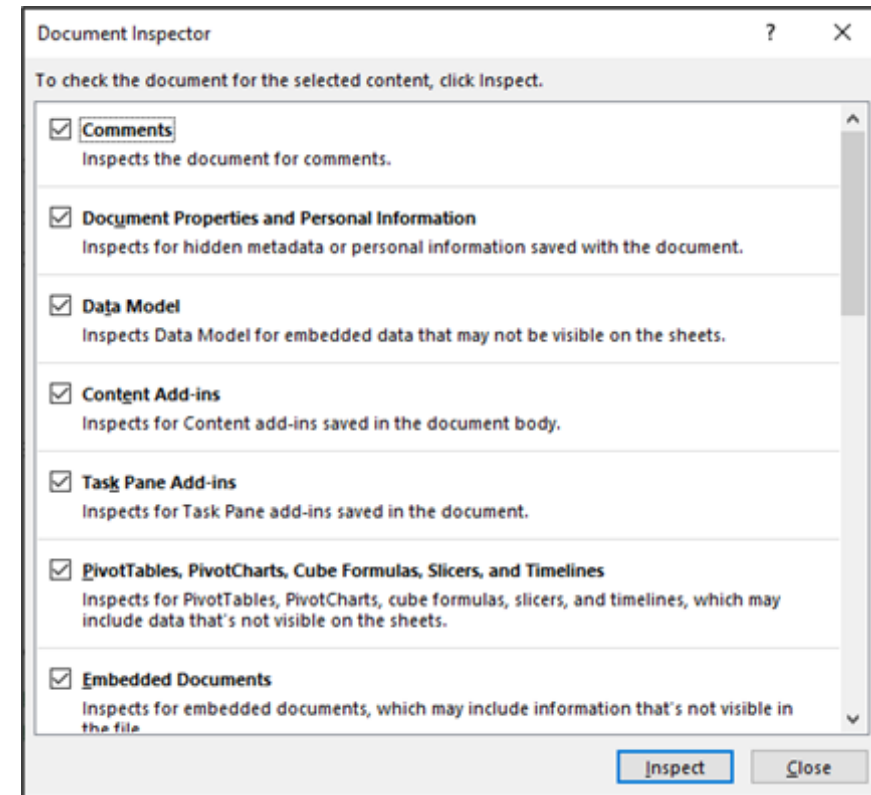 Document Inspector ?
To check the document for the selected content, click Inspect.
Comments
Inspects the document for comments.
Document Properties and Personal Information
Inspects for hidden metadata or personal information saved with the document.
Data Model
Inspects Data Model for embedded data that may not be visible on the sheets.
Content Add-ins
Inspects for Content add-ins saved in the document body.
Task Pane Add-ins
Inspects for Task Pane add-ins saved in the document.
PivotTables, PivotCharts, Cube Formulas, Slicers, and Timelines
Inspects for PivotTables, PivotCharts, cube formulas, slicers, and timelines, which may
include data that's not visible on the sheets.
Embedded Documents
Inspects for embedded documents, which may include information that's not visible in
the file
Inspect Close